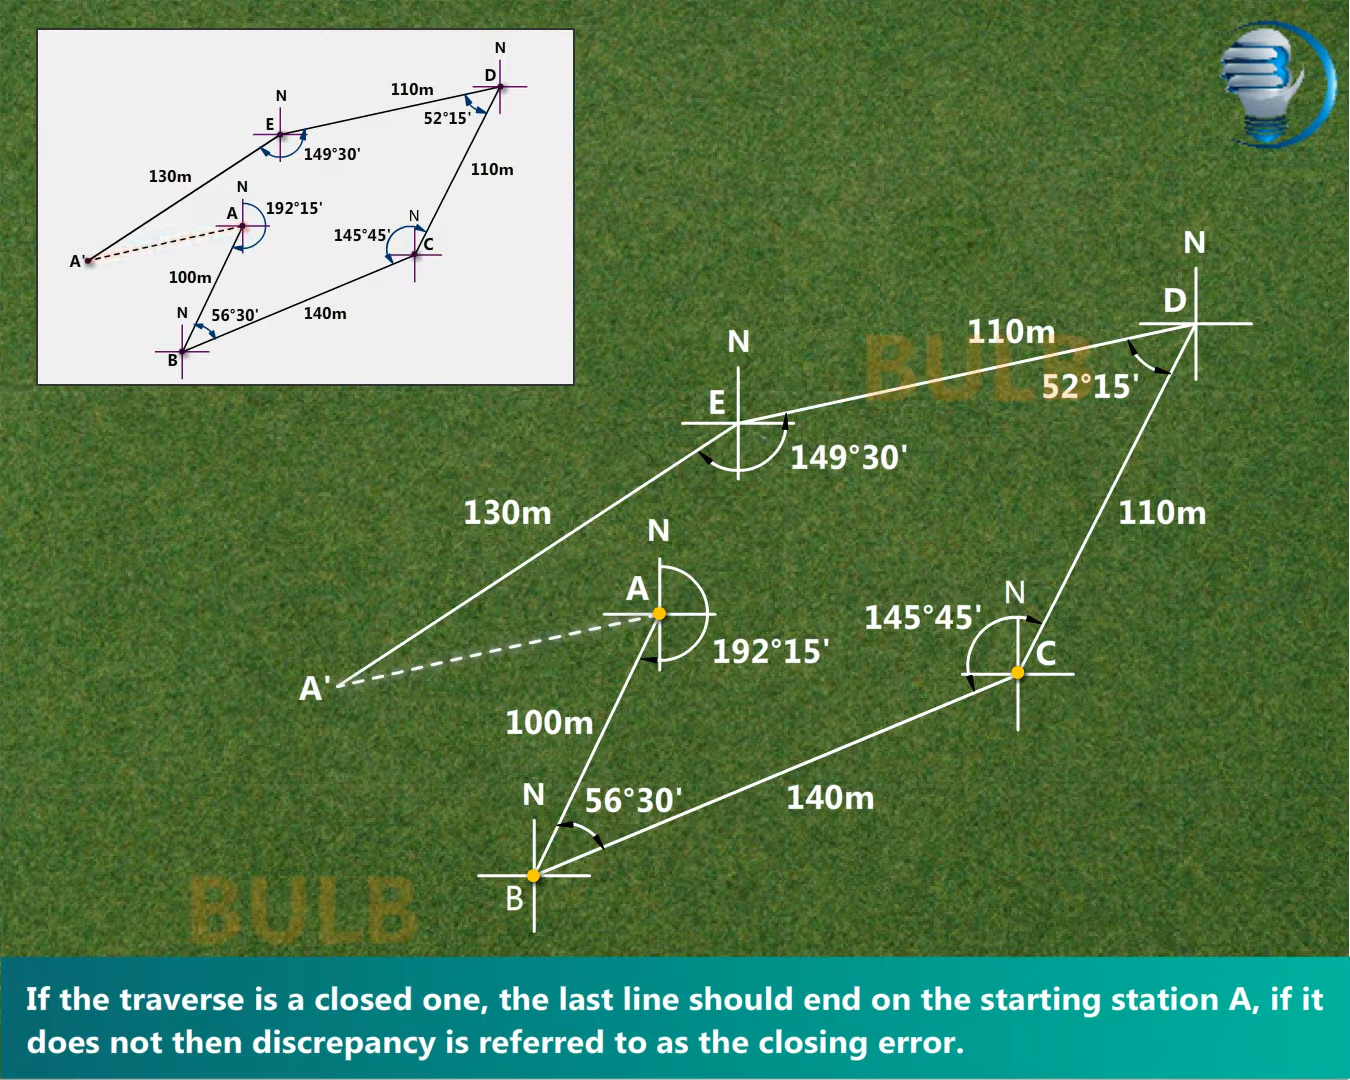 N
D
110m
52°15'
N
E
149°30'
130m
110m
N
A
192°15'
N
145°45'
C
A'
100m
N
56°30'
140m
B
N
D
110m
52°15'
N
E
149°30'
130m
110m
N
A
192°15'
N
145°45'
C
A'
100m
N
56°30'
140m
B
BULB
BULB
If the traverse is a closed one, the last line should end on the starting station A, if it
does not then discrepancy is referred to as the closing error.